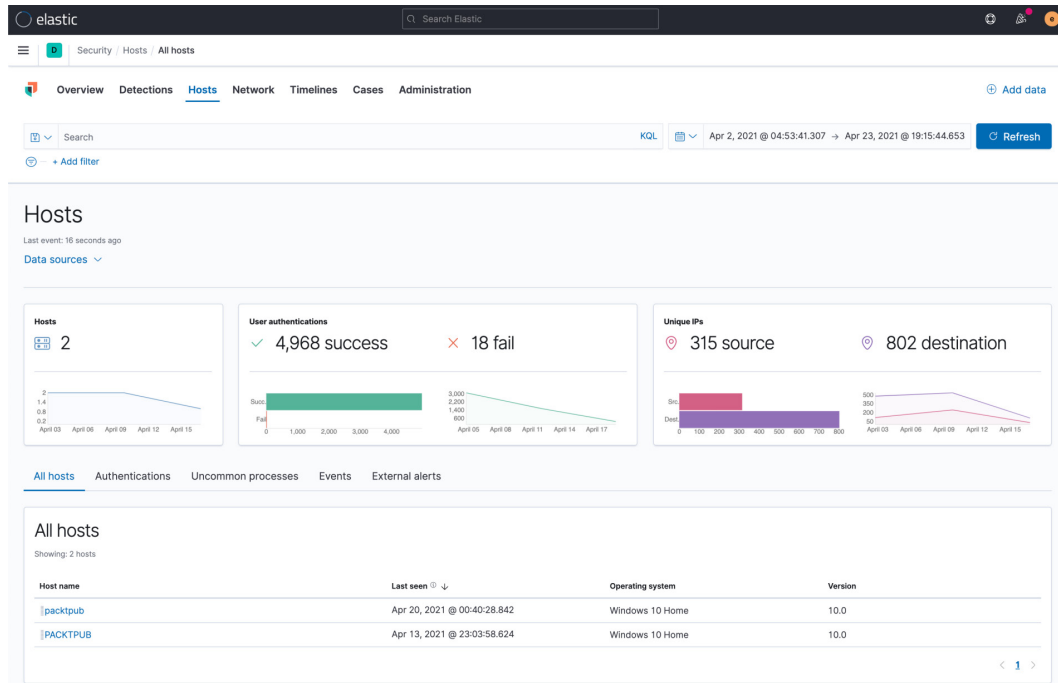 elastic
Search Elastic
e
D Security / Hosts / All hosts
Overview Detections Hosts Network Timelines Cases Administration
Add data
Search KQL Apr 2, 2021 @ 04:53:41.307 → Apr 23, 2021 @ 19:15:44.653 Refresh
+ Add filter
Hosts
Last event: 16 seconds ago
Data sources
Hosts
2
2
1.4
0.8
0.2
April 03 April 06 April 09 April 12 April 15
User authentications
4,968 success 18 fail
Succ.
Fail
0 1,000 2,000 3,000 4,000
3,000
2,200
1,400
600
April 05 April 08 April 11 April 14 April 17
Unique IPs
315 source 802 destination
Src.
Dest.
0 100 200 300 400 500 600 700 800
500
350
200
50
April 03 April 06 April 09 April 12 April 15
All hosts Authentications Uncommon processes Events External alerts
All hosts
Showing: 2 hosts
Host name Last seen ↓ Operating system Version
packtpub Apr 20, 2021 @ 00:40:28.842 Windows 10 Home 10.0
PACKTPUB Apr 13, 2021 @ 23:03:58.624 Windows 10 Home 10.0
< 1 >